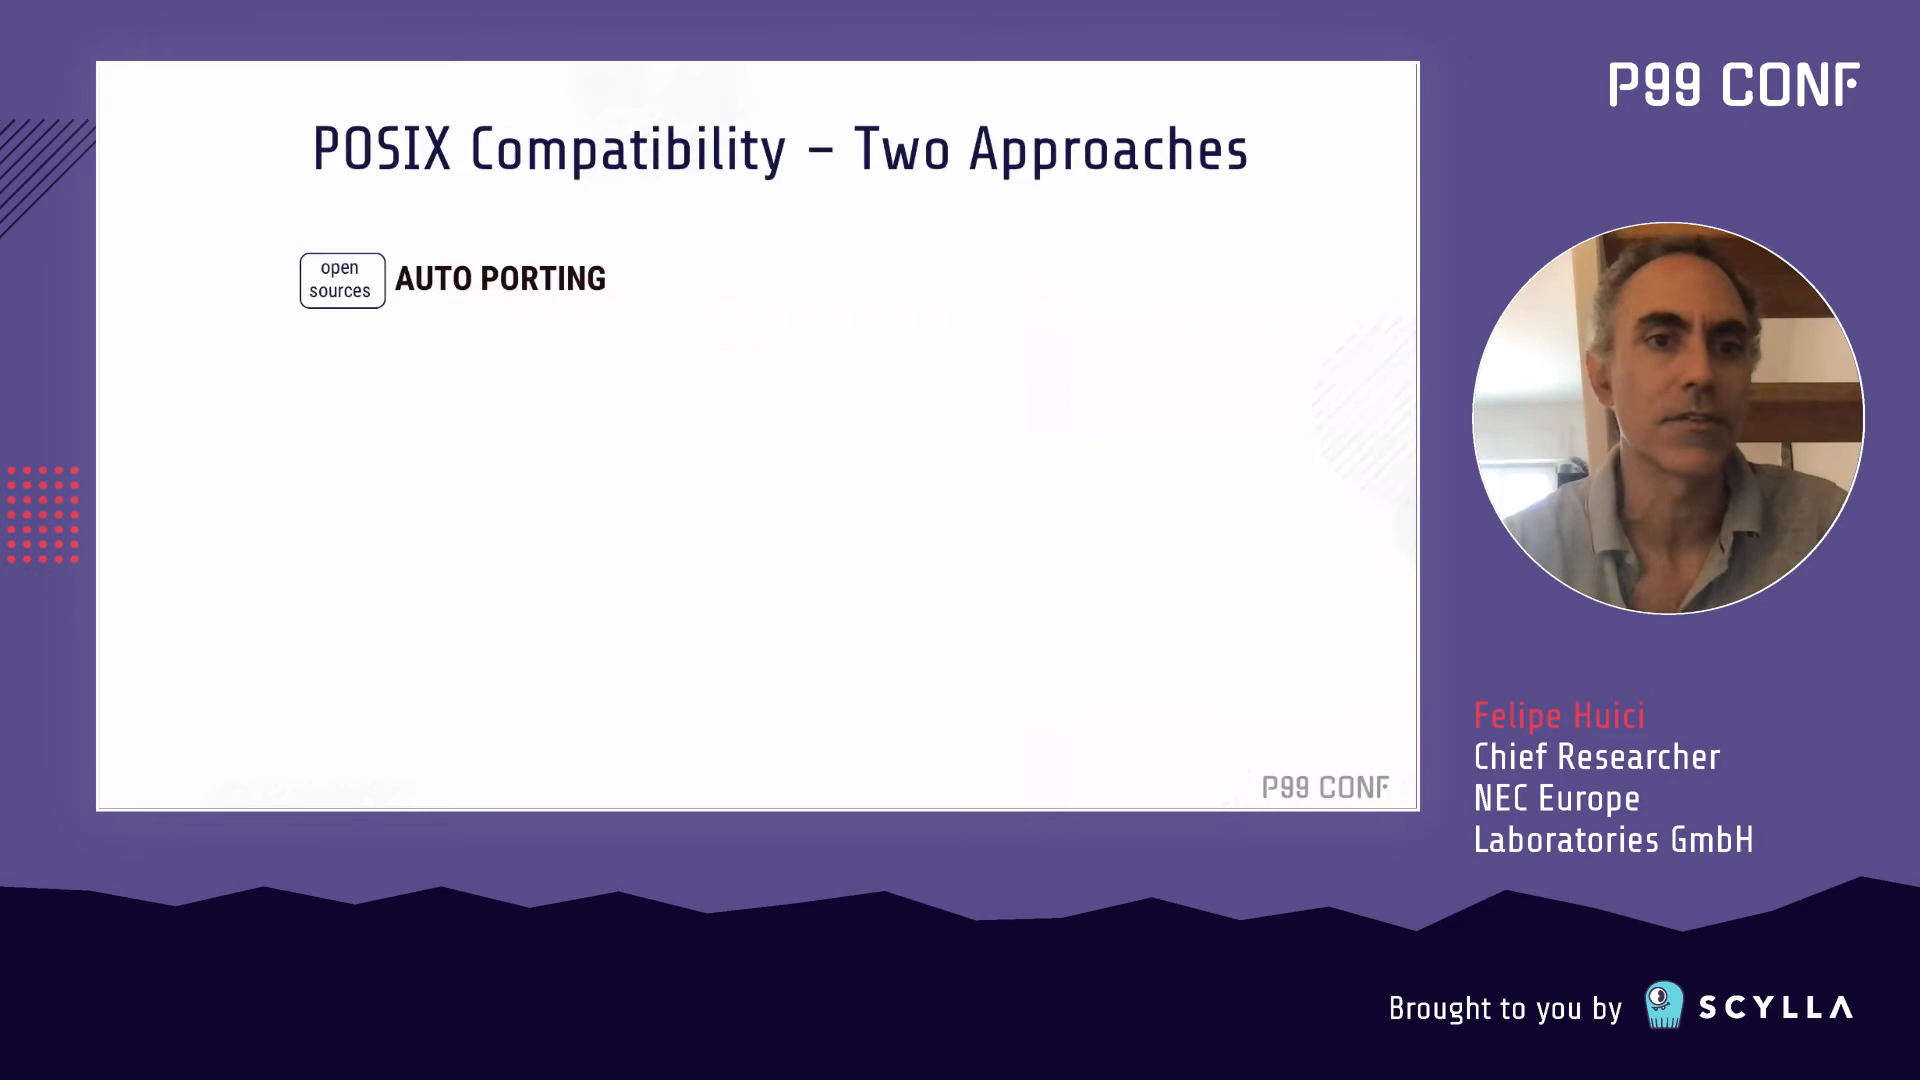 P99 CONF
POSIX Compatibility – Two Approaches
open
sources
AUTO PORTING
P99 CONF
Felipe Huici
Chief Researcher
NEC Europe
Laboratories GmbH
Brought to you by SCYLLA